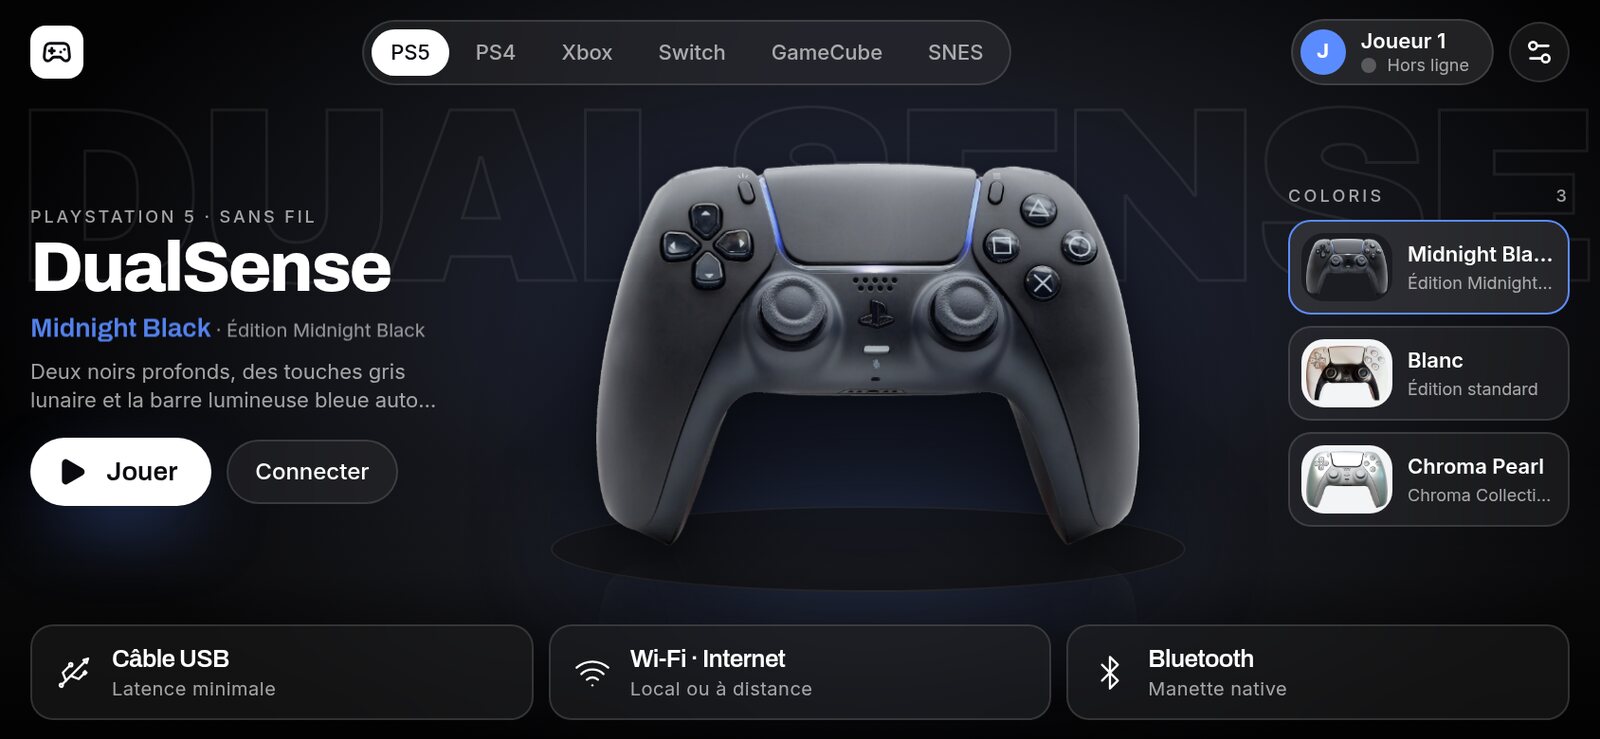 PS5
PS4
Xbox
Switch
GameCube
SNES
J
Joueur 1
Hors ligne
DUALSENSE
PLAYSTATION 5 · SANS FIL
DualSense
Midnight Black · Édition Midnight Black
Deux noirs profonds, des touches gris
lunaire et la barre lumineuse bleue auto...
Jouer
Connecter
COLORIS
3
Midnight Bla...
Édition Midnight...
Blanc
Édition standard
Chroma Pearl
Chroma Collecti...
Câble USB
Latence minimale
Wi-Fi · Internet
Local ou à distance
Bluetooth
Manette native